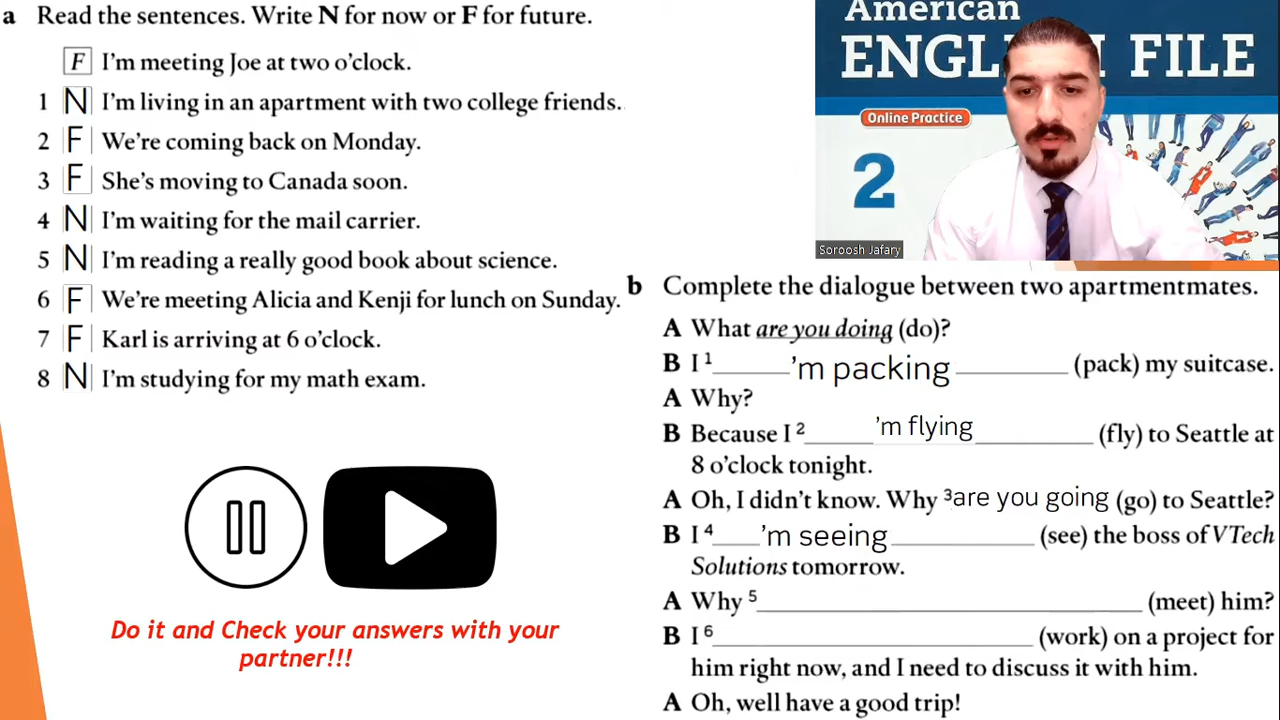 a Read the sentences. Write N for now or F for future.
F I'm meeting Joe at two o'clock.
1 N I'm living in an apartment with two college friends.
2 F We're coming back on Monday.
3 F She's moving to Canada soon.
4 N I'm waiting for the mail carrier.
5 N I'm reading a really good book about science.
6 F We're meeting Alicia and Kenji for lunch on Sunday.
7 F Karl is arriving at 6 o'clock.
8 N I'm studying for my math exam.
Do it and Check your answers with your
partner!!!
American
ENGL H FILE
Online Practice
2
Soroosh Jafary
b Complete the dialogue between two apartmentmates.
A What are you doing (do)?
B I 1______'m packing________ (pack) my suitcase.
A Why?
B Because I 2_____'m flying________ (fly) to Seattle at
8 o'clock tonight.
A Oh, I didn't know. Why 3are you going (go) to Seattle?
B I 4____'m seeing__________ (see) the boss of VTech
Solutions tomorrow.
A Why 5____________________________ (meet) him?
B I 6_______________________ (work) on a project for
him right now, and I need to discuss it with him.
A Oh, well have a good trip!